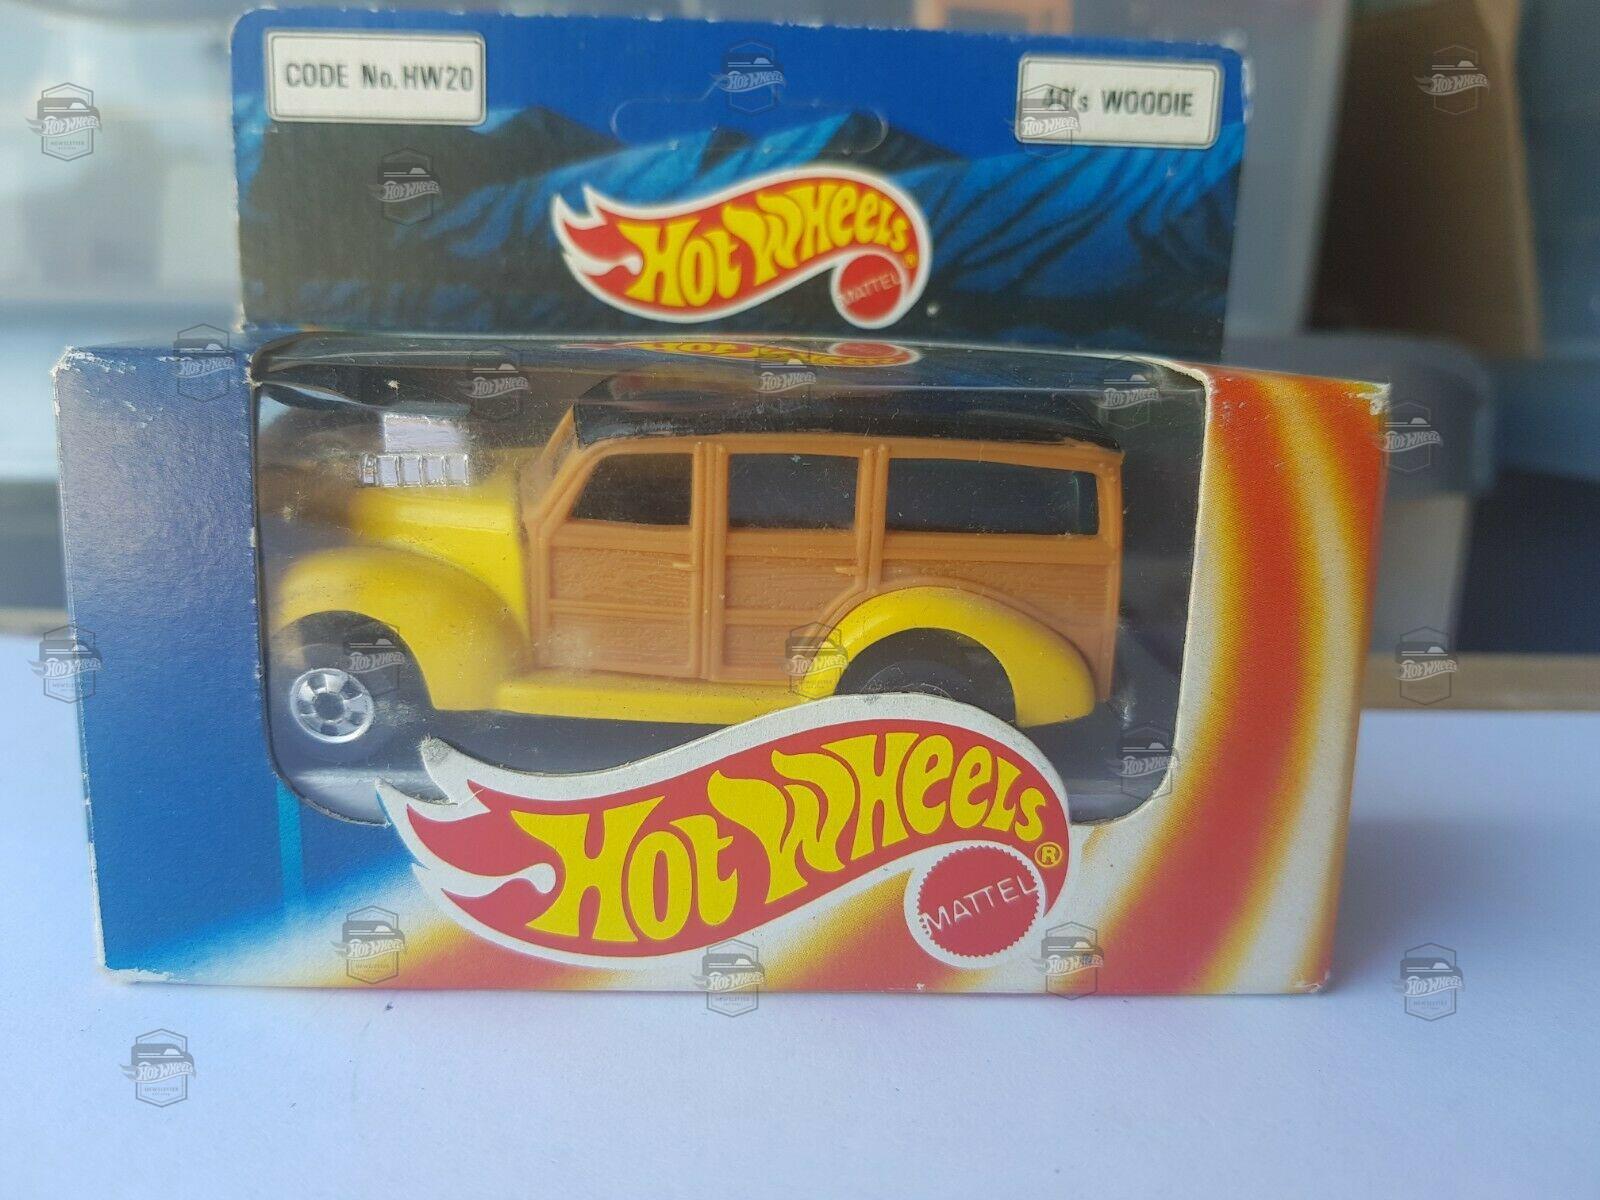 CODE No. HW20
40's WOODIE
Hot Wheels
MATTEL
Hot Wheels®
MATTEL